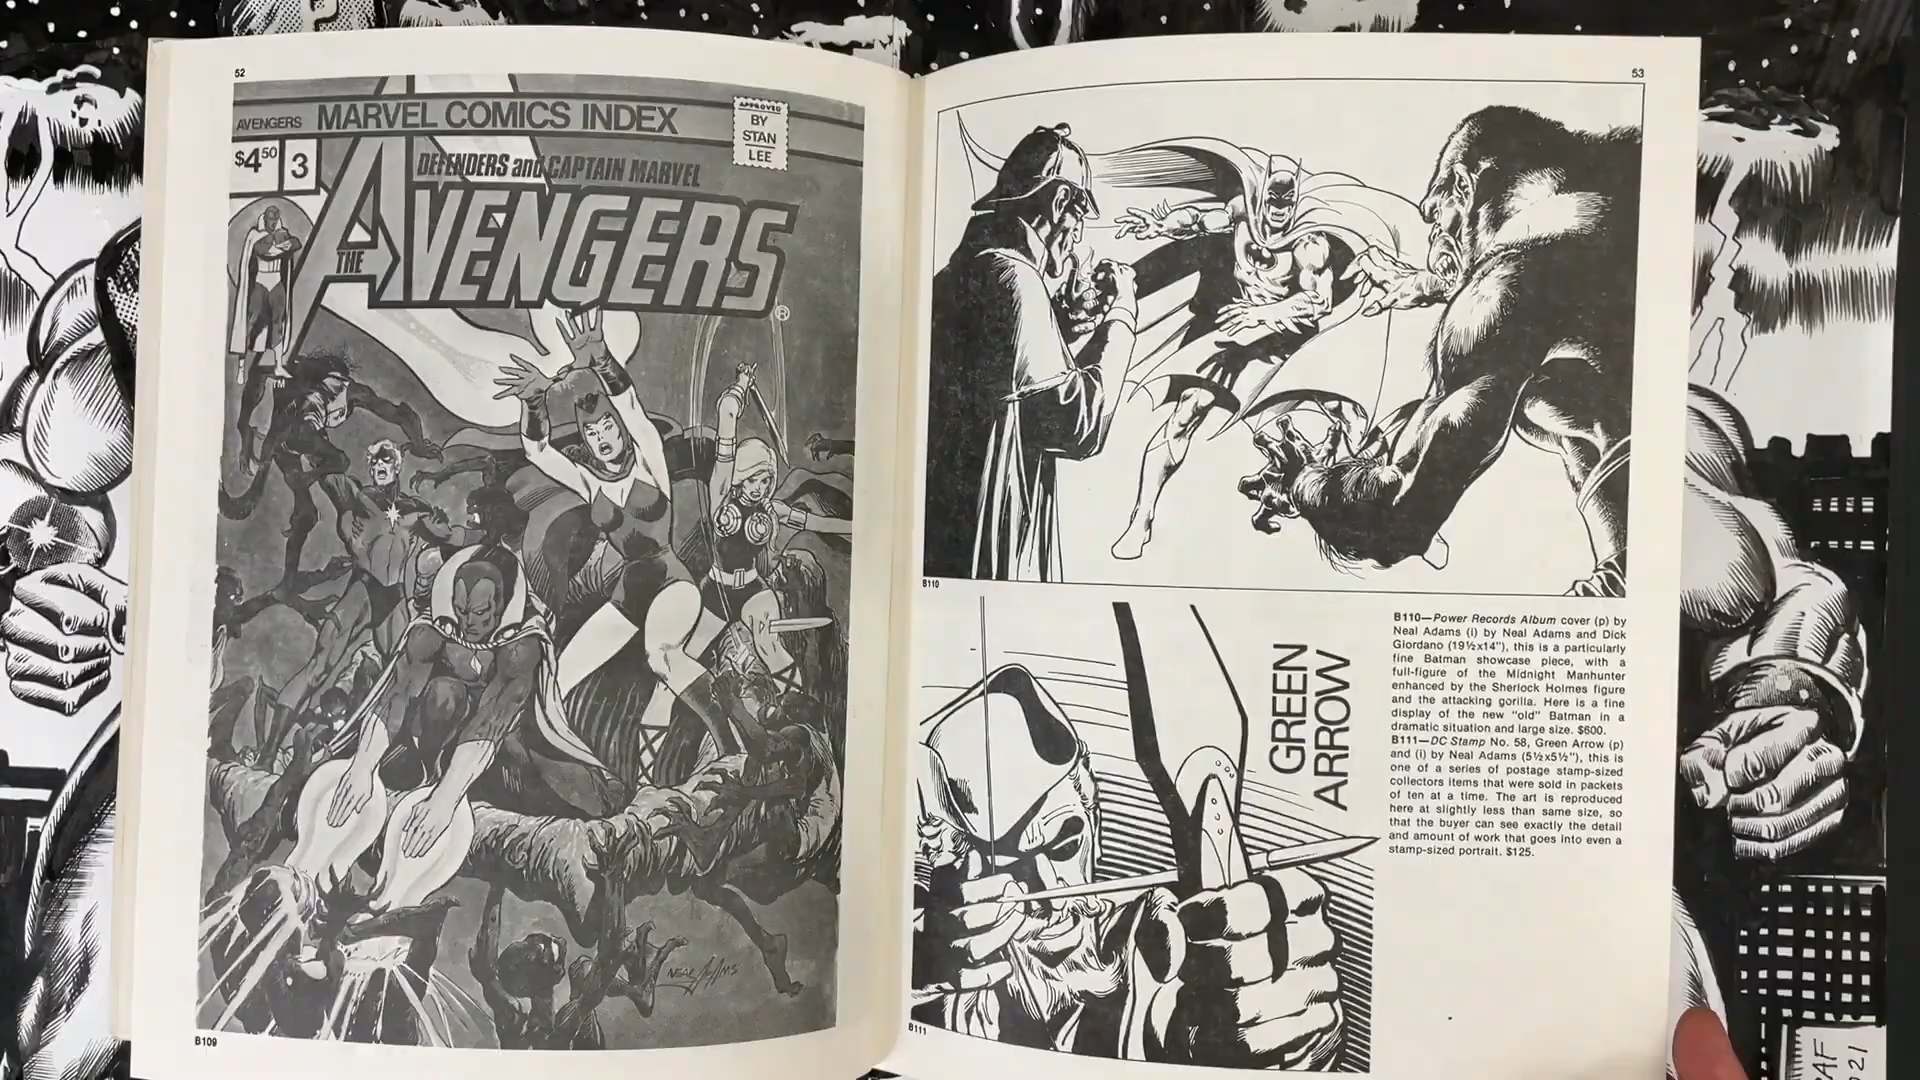 52
AVENGERS MARVEL COMICS INDEX
APPROVED
BY
STAN
LEE
$4.50 3
DEFENDERS and CAPTAIN MARVEL
THE AVENGERS®
TM
NEAL ADAMS
B109
53
B110
GREEN
ARROW
B111
B110—Power Records Album cover (p) by
Neal Adams (i) by Neal Adams and Dick
Giordano (19½x14"), this is a particularly
fine Batman showcase piece, with a
full-figure of the Midnight Manhunter
enhanced by the Sherlock Holmes figure
and the attacking gorilla. Here is a fine
display of the new "old" Batman in a
dramatic situation and large size. $600.
B111—DC Stamp No. 58, Green Arrow (p)
and (i) by Neal Adams (5½x5½"), this is
one of a series of postage stamp-sized
collectors items that were sold in packets
of ten at a time. The art is reproduced
here at slightly less than same size, so
that the buyer can see exactly the detail
and amount of work that goes into even a
stamp-sized portrait. $125.